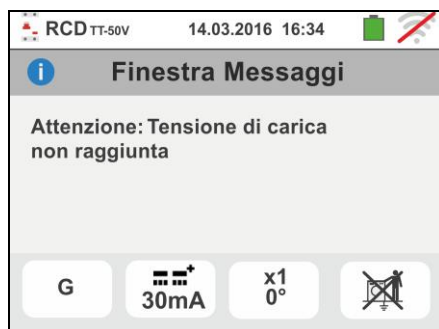 RCD TT-50V 14.03.2016 16:34
i Finestra Messaggi
Attenzione: Tensione di carica
non raggiunta
G
30mA
x1
0°